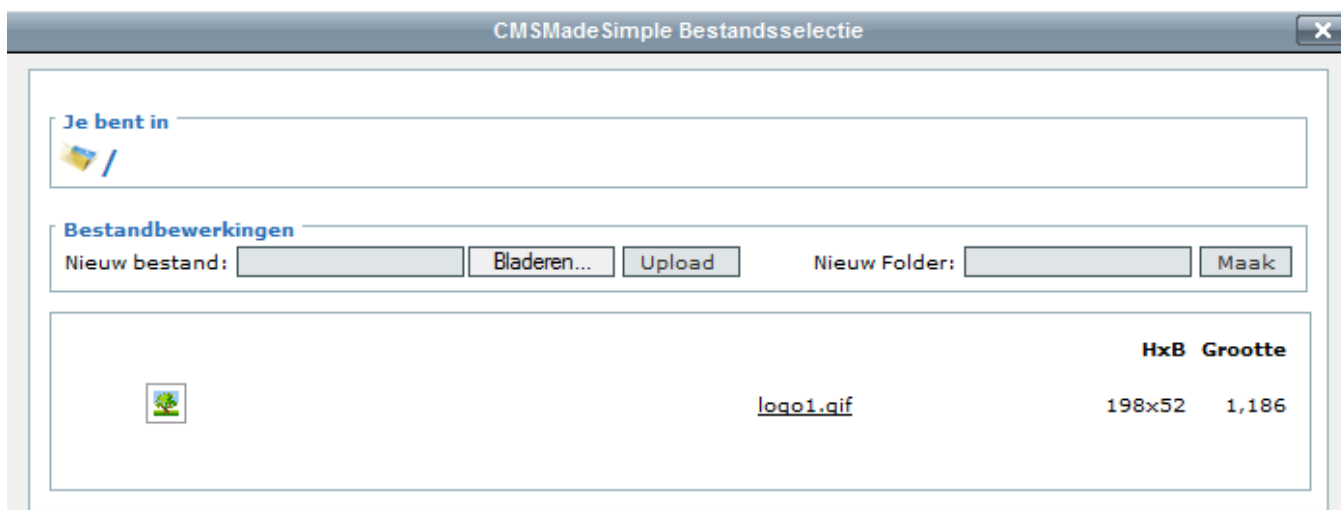 CMSMadeSimple Bestandsselectie
Je bent in
/
Bestandbewerkingen
Nieuw bestand: Bladeren... Upload Nieuw Folder: Maak
HxB Grootte
logo1.gif 198x52 1,186